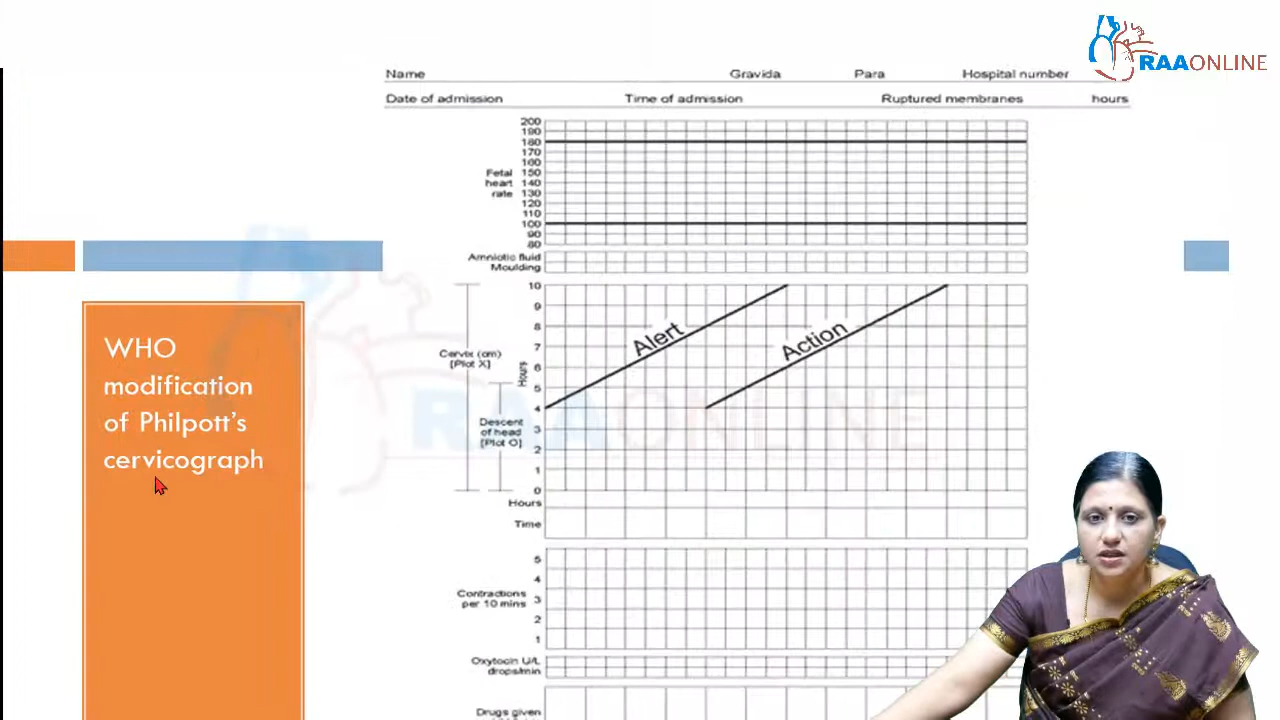 RAAONLINE
Name Gravida Para Hospital number
Date of admission Time of admission Ruptured membranes hours
200
190
180
170
160
150
140
130
120
110
100
90
80
Fetal
heart
rate
Amniotic fluid
Moulding
10
9
8
7
6
5
4
3
2
1
0
Cervix (cm)
[Plot X]
Hours
Descent
of head
[Plot O]
Alert
Action
Hours
Time
5
4
3
2
1
Contractions
per 10 mins
Oxytocin U/L
drops/min
Drugs given
WHO
modification
of Philpott's
cervicograph
RAAONLINE